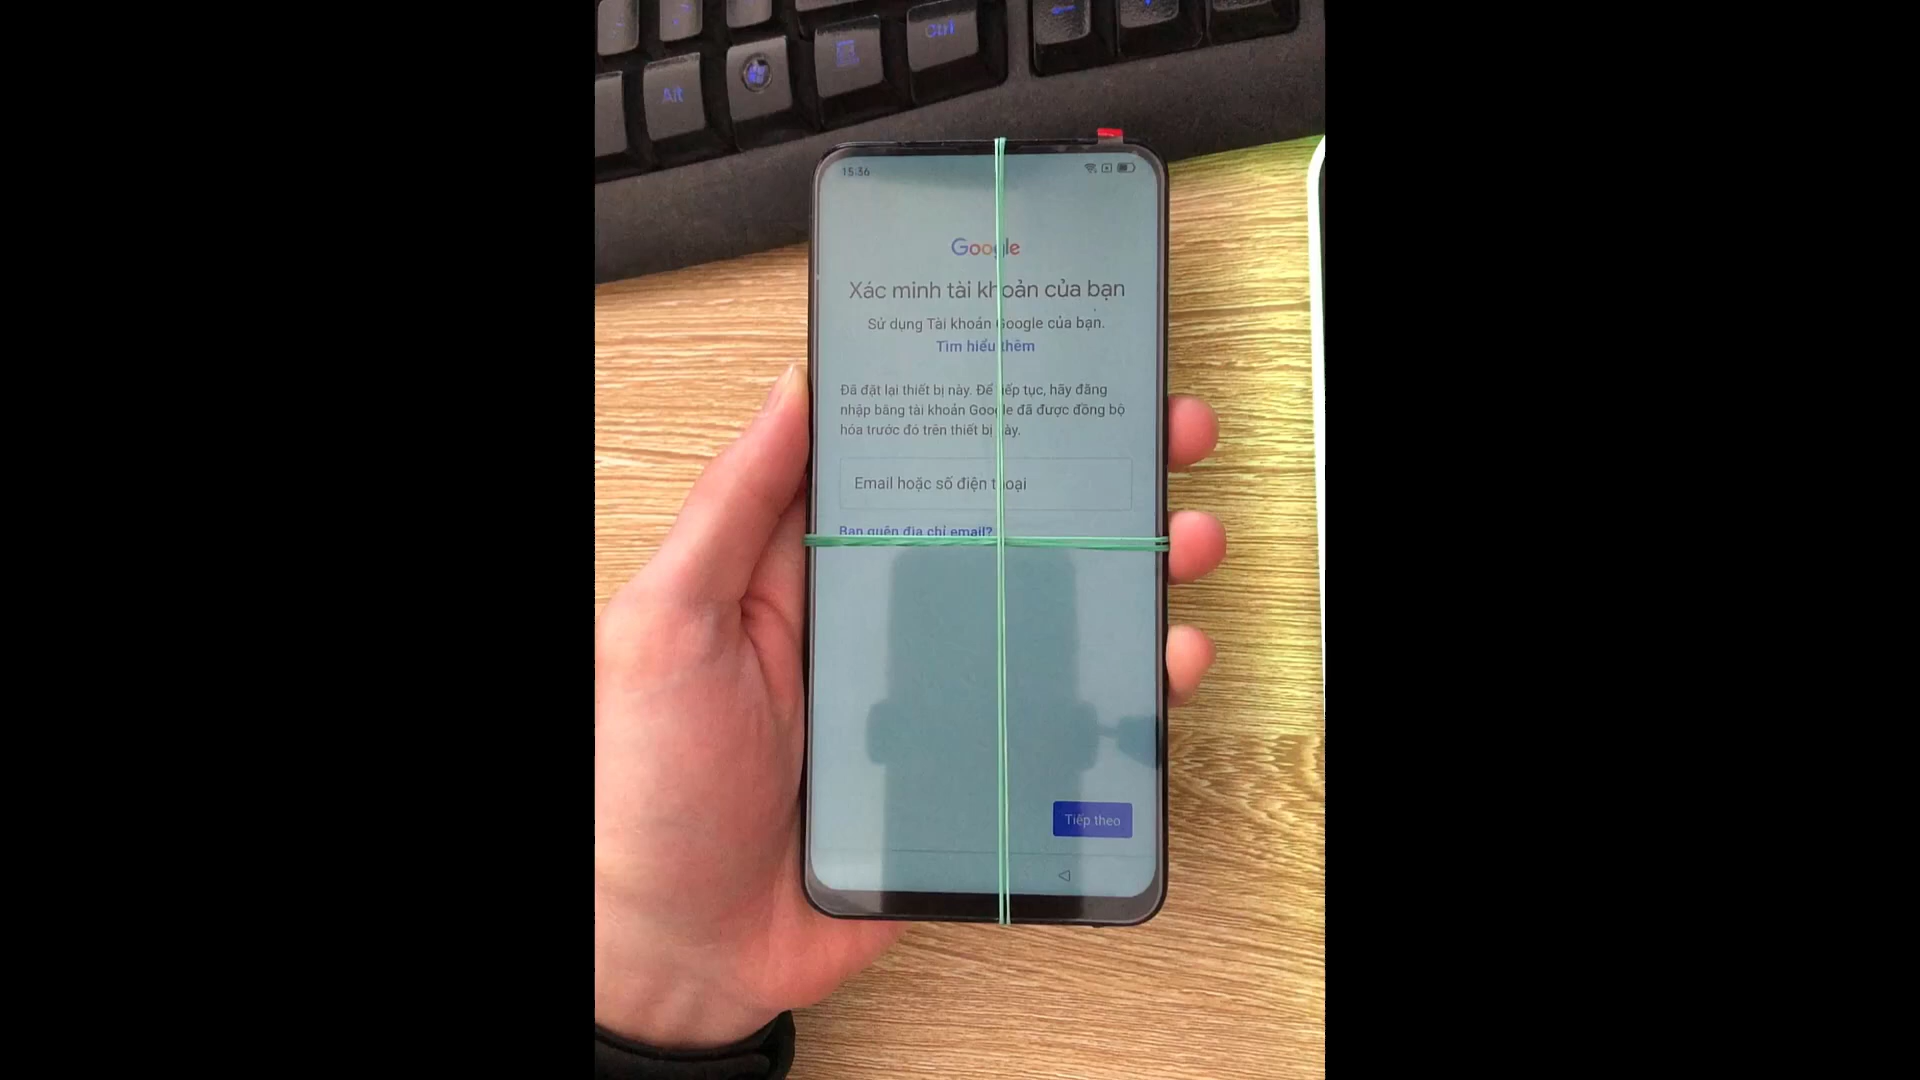 Ctrl
Alt
15:36
Google
Xác minh tài khoản của bạn
Sử dụng Tài khoản Google của bạn.
Tìm hiểu thêm
Đã đặt lại thiết bị này. Để tiếp tục, hãy đăng
nhập bằng tài khoản Google đã được đồng bộ
hóa trước đó trên thiết bị này.
Email hoặc số điện thoại
Bạn quên địa chỉ email?
Tiếp theo